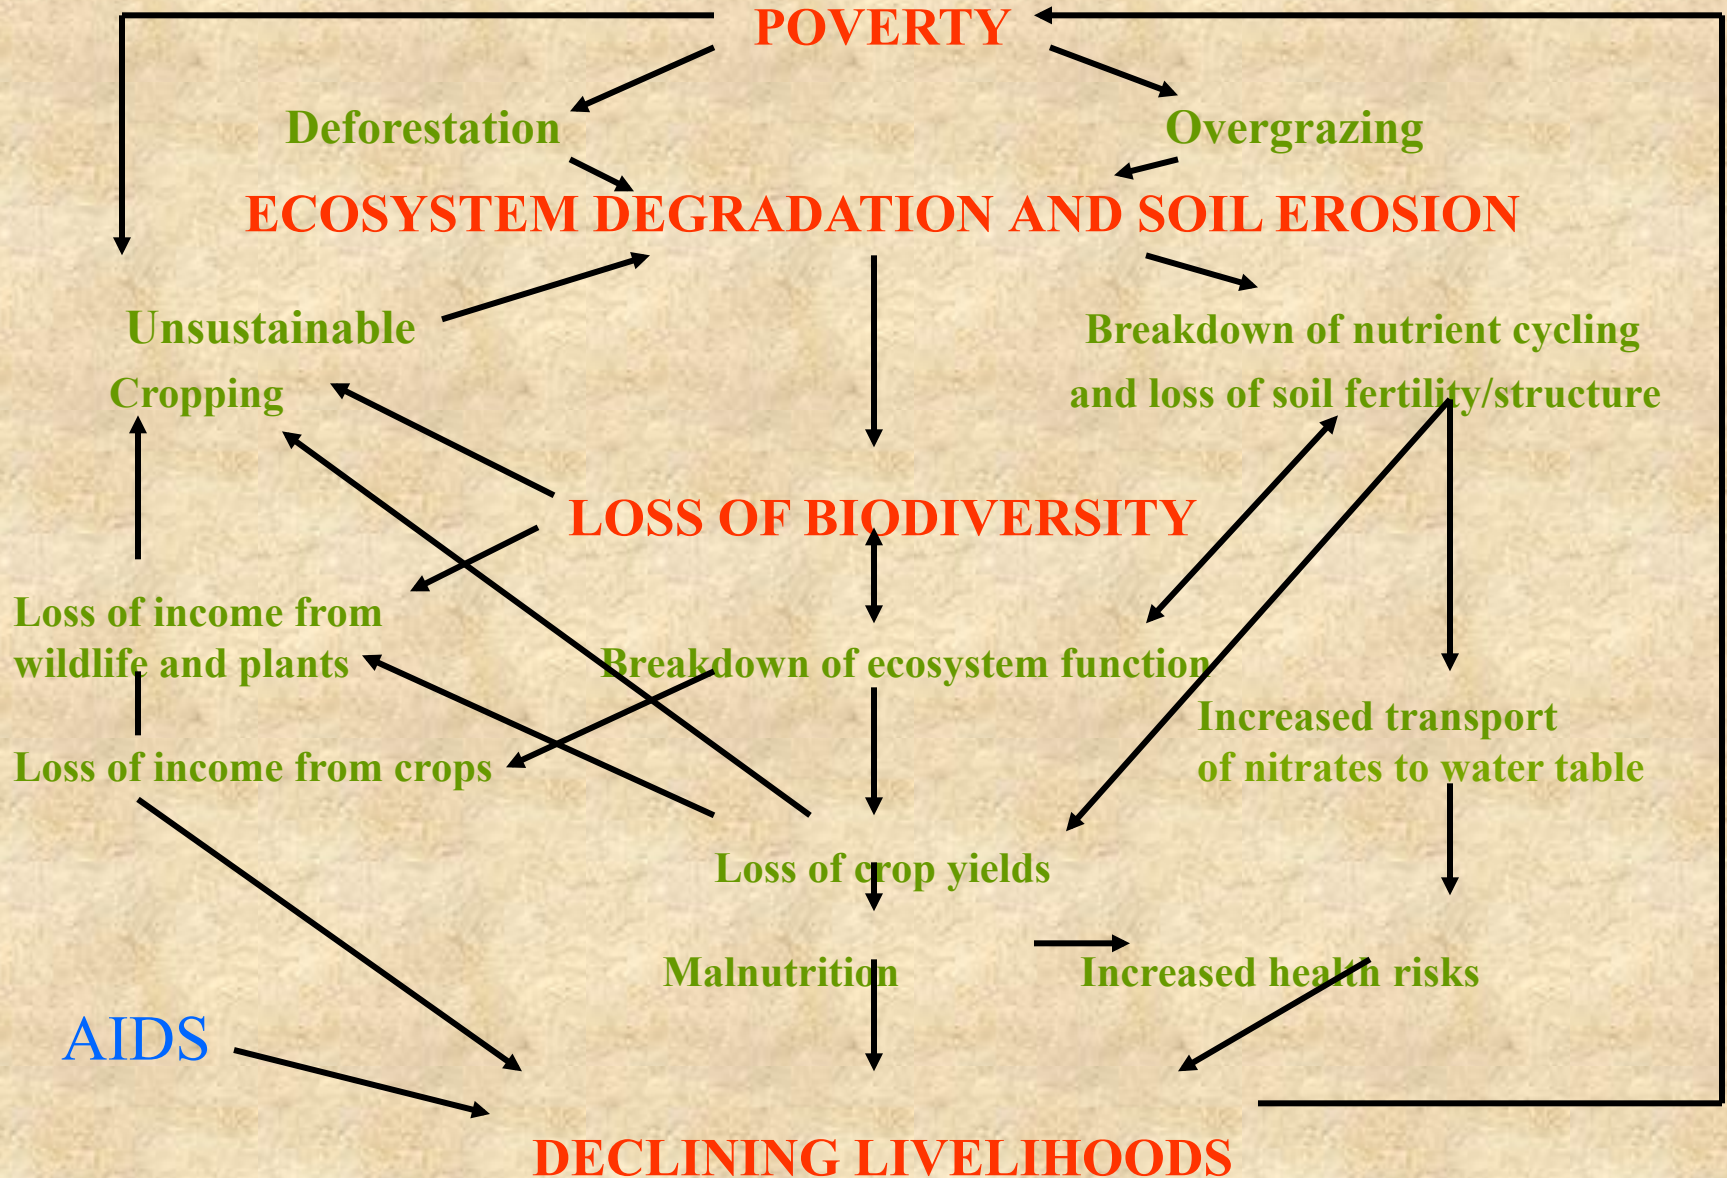 POVERTY
Deforestation
Overgrazing
ECOSYSTEM DEGRADATION AND SOIL EROSION
Unsustainable
Breakdown of nutrient cycling
Cropping
and loss of soil fertility/structure
LOSS OF BIODIVERSITY
Loss of income from
wildlife and plants
Breakdown of ecosystem function
Increased transport
of nitrates to water table
Loss of income from crops
Loss of crop yields
Malnutrition
Increased health risks
AIDS
DECLINING LIVELIHOODS